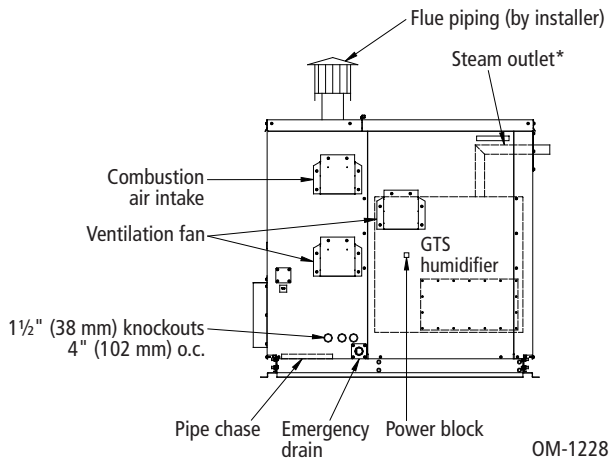 Flue piping (by installer)
Steam outlet*
Combustion
air intake
Ventilation fan
GTS
humidifier
1½" (38 mm) knockouts
4" (102 mm) o.c.
Pipe chase
Emergency
drain
Power block
OM-1228